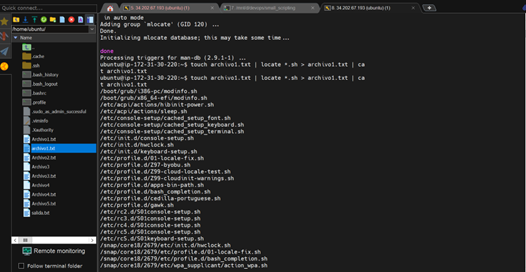 Quick connect...
5. 34.202.87.193 (ubuntu)
8. 34.202.87.193 (ubuntu)
/home/ubuntu/
Name
..
.cache
.ssh
.bash_history
.bash_logout
.bashrc
.profile
.sudo_as_admin_successful
.viminfo
.Xauthority
Archivo1.txt
archivo1.txt
Archivo2.txt
Archivo3
Archivo3.txt
Archivo4
Archivo4.txt
Archivo5.txt
salida.txt
Remote monitoring
Follow terminal folder
in auto mode
Adding group `mlocate' (GID 120) ...
Done.
Initializing mlocate database; this may take some time...
done
Processing triggers for man-db (2.9.1-1) ...
ubuntu@ip-172-31-30-220:~$ touch archivo1.txt | locate *.sh > archivo1.txt | ca
t archivo1.txt
ubuntu@ip-172-31-30-220:~$ touch archivo1.txt | locate *.sh > archivo1.txt | ca
t archivo1.txt
/boot/grub/i386-pc/modinfo.sh
/boot/grub/x86_64-efi/modinfo.sh
/etc/acpi/actions/hibinit-power.sh
/etc/acpi/actions/sleep.sh
/etc/console-setup/cached_setup_font.sh
/etc/console-setup/cached_setup_keyboard.sh
/etc/console-setup/cached_setup_terminal.sh
/etc/init.d/console-setup.sh
/etc/init.d/hwclock.sh
/etc/init.d/keyboard-setup.sh
/etc/profile.d/01-locale-fix.sh
/etc/profile.d/Z97-byobu.sh
/etc/profile.d/Z99-cloud-locale-test.sh
/etc/profile.d/Z99-cloudinit-warnings.sh
/etc/profile.d/apps-bin-path.sh
/etc/profile.d/bash_completion.sh
/etc/profile.d/cedilla-portuguese.sh
/etc/profile.d/gawk.sh
/etc/rc2.d/S01console-setup.sh
/etc/rc3.d/S01console-setup.sh
/etc/rc4.d/S01console-setup.sh
/etc/rc5.d/S01console-setup.sh
/etc/rcS.d/S01keyboard-setup.sh
/snap/core18/2679/etc/init.d/hwclock.sh
/snap/core18/2679/etc/profile.d/01-locale-fix.sh
/snap/core18/2679/etc/profile.d/bash_completion.sh
/snap/core18/2679/etc/wpa_supplicant/action_wpa.sh